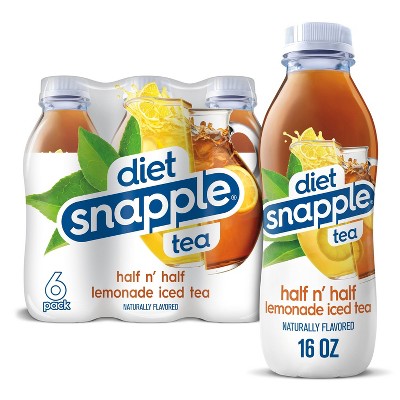 diet
snapple®
tea
half n' half
lemonade iced tea
NATURALLY FLAVORED
6
pack
diet
snapple®
tea
half n' half
lemonade iced tea
NATURALLY FLAVORED
16 OZ